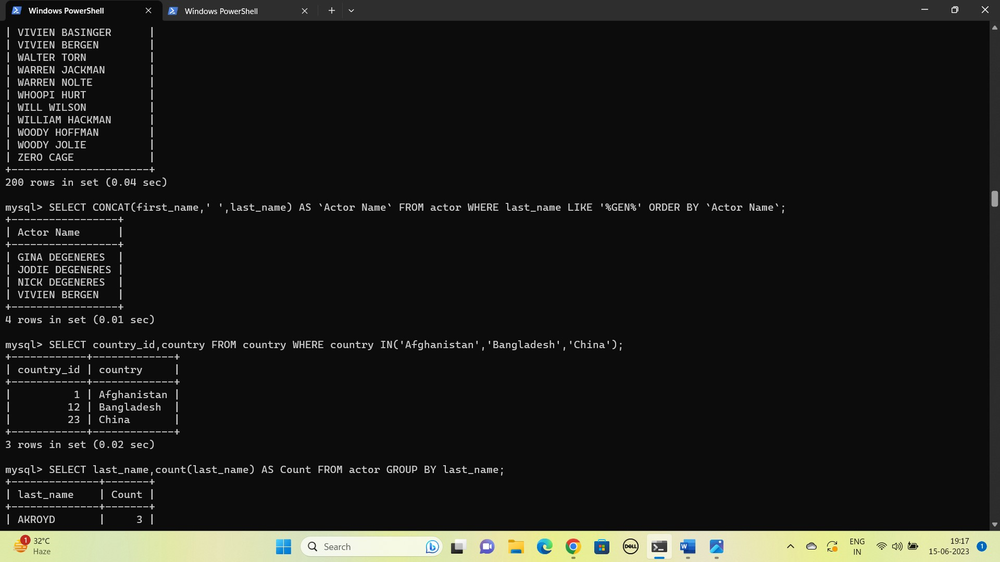 Windows PowerShell
Windows PowerShell
| VIVIEN BASINGER      |
| VIVIEN BERGEN        |
| WALTER TORN          |
| WARREN JACKMAN       |
| WARREN NOLTE         |
| WHOOPI HURT          |
| WILL WILSON          |
| WILLIAM HACKMAN      |
| WOODY HOFFMAN        |
| WOODY JOLIE          |
| ZERO CAGE            |
+----------------------+
200 rows in set (0.04 sec)
mysql> SELECT CONCAT(first_name,' ',last_name) AS `Actor Name` FROM actor WHERE last_name LIKE '%GEN%' ORDER BY `Actor Name`;
+-----------------+
| Actor Name      |
+-----------------+
| GINA DEGENERES  |
| JODIE DEGENERES |
| NICK DEGENERES  |
| VIVIEN BERGEN   |
+-----------------+
4 rows in set (0.01 sec)
mysql> SELECT country_id,country FROM country WHERE country IN('Afghanistan','Bangladesh','China');
+------------+-------------+
| country_id | country     |
+------------+-------------+
|          1 | Afghanistan |
|         12 | Bangladesh  |
|         23 | China       |
+------------+-------------+
3 rows in set (0.02 sec)
mysql> SELECT last_name,count(last_name) AS Count FROM actor GROUP BY last_name;
+--------------+-------+
| last_name    | Count |
+--------------+-------+
| AKROYD       |     3 |
1
32°C
Haze
Search
DELL
W
ENG
IN
19:17
15-06-2023
1